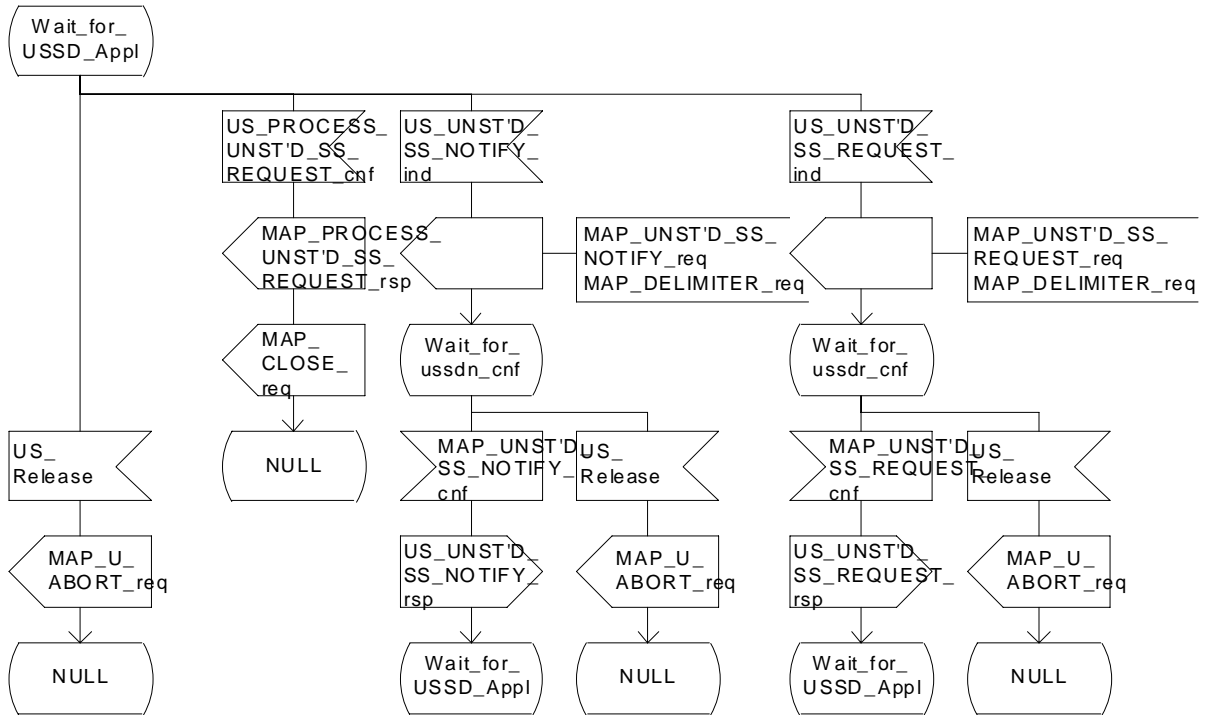 Wait_for_
USSD_Appl
US_PROCESS_
UNST'D_SS_
REQUEST_cnf
US_UNST'D_
SS_NOTIFY_
ind
US_UNST'D_
SS_REQUEST_
ind
MAP_PROCESS_
UNST'D_SS_
REQUEST_rsp
MAP_UNST'D_SS_
NOTIFY_req
MAP_DELIMITER_req
MAP_UNST'D_SS_
REQUEST_req
MAP_DELIMITER_req
MAP_
CLOSE_
req
Wait_for_
ussdn_cnf
Wait_for_
ussdr_cnf
US_
Release
NULL
MAP_UNST'D_
SS_NOTIFY_
cnf
US_
Release
MAP_UNST'D_
SS_REQUEST_
cnf
US_
Release
MAP_U_
ABORT_req
US_UNST'D_
SS_NOTIFY_
rsp
MAP_U_
ABORT_req
US_UNST'D_
SS_REQUEST_
rsp
MAP_U_
ABORT_req
NULL
Wait_for_
USSD_Appl
NULL
Wait_for_
USSD_Appl
NULL